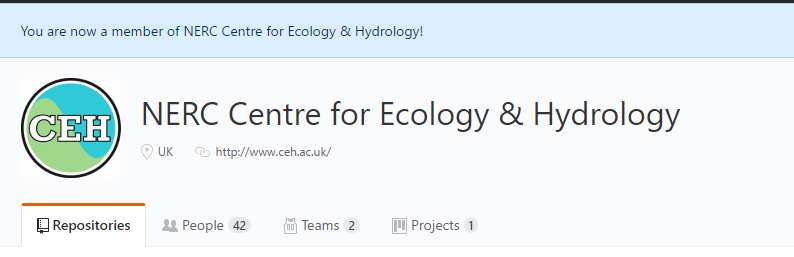 You are now a member of NERC Centre for Ecology & Hydrology!
CEH
NERC Centre for Ecology & Hydrology
UK http://www.ceh.ac.uk/
Repositories People 42 Teams 2 Projects 1